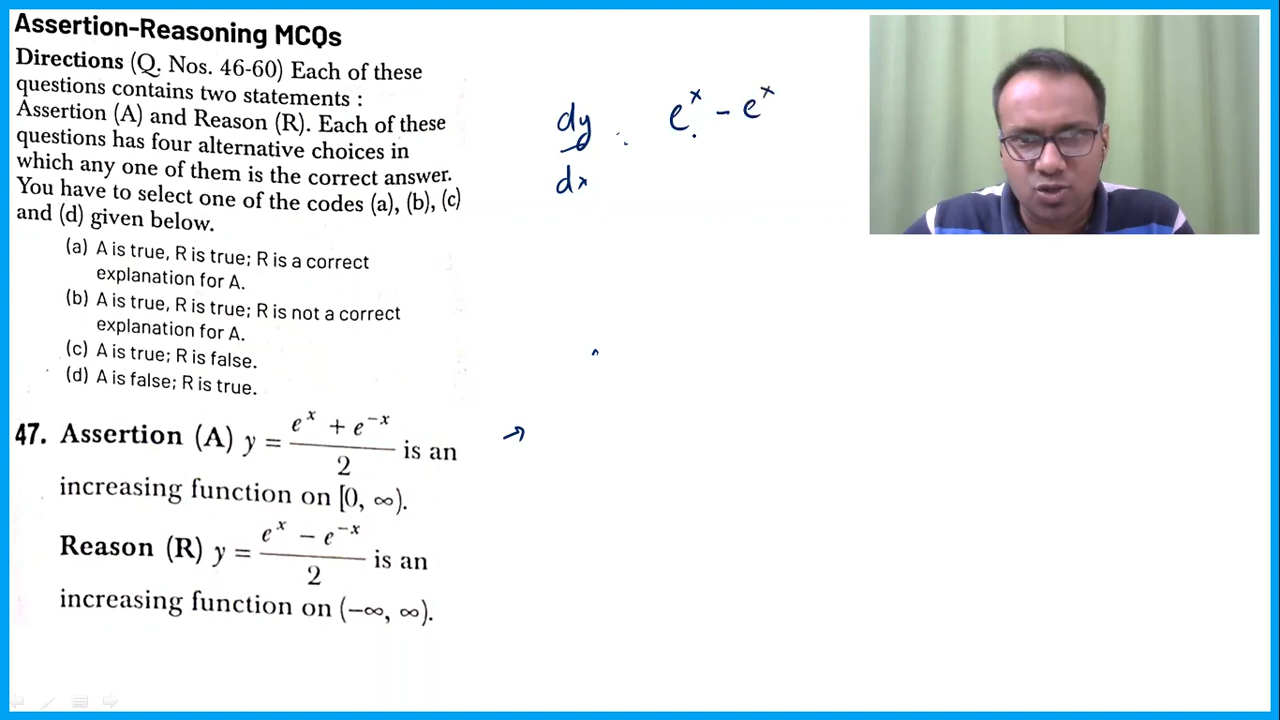 Assertion-Reasoning MCQs
Directions (Q. Nos. 46-60) Each of these
questions contains two statements :
Assertion (A) and Reason (R). Each of these
questions has four alternative choices in
which any one of them is the correct answer.
You have to select one of the codes (a), (b), (c)
and (d) given below.
(a) A is true, R is true; R is a correct
explanation for A.
(b) A is true, R is true; R is not a correct
explanation for A.
(c) A is true; R is false.
(d) A is false; R is true.
47. Assertion (A) y = (e^x + e^{-x})/2 is an
increasing function on [0, ∞).
Reason (R) y = (e^x - e^{-x})/2 is an
increasing function on (-∞, ∞).
dy/dx e^x - e^x